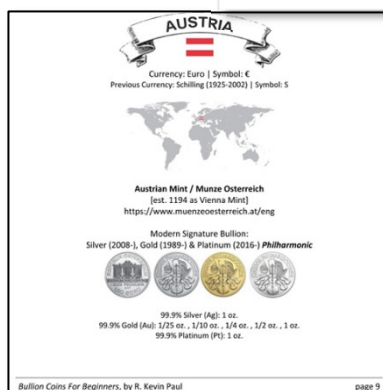 AUSTRIA
Currency: Euro | Symbol: €
Previous Currency: Schilling (1925-2002) | Symbol: S
Austrian Mint / Munze Osterreich
[est. 1194 as Vienna Mint]
https://www.muenzeoesterreich.at/eng
Modern Signature Bullion:
Silver (2008-), Gold (1989-) & Platinum (2016-) Philharmonic
99.9% Silver (Ag): 1 oz.
99.9% Gold (Au): 1/25 oz. , 1/10 oz. , 1/4 oz. , 1/2 oz. , 1 oz.
99.9% Platinum (Pt): 1 oz.
Bullion Coins For Beginners, by R. Kevin Paul page 9